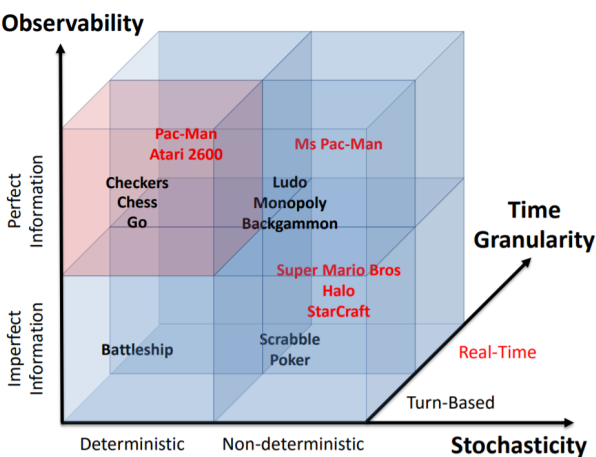 Observability
Pac-Man
Atari 2600
Ms Pac-Man
Perfect
Information
Checkers
Chess
Go
Ludo
Monopoly
Backgammon
Time
Granularity
Super Mario Bros
Halo
StarCraft
Imperfect
Information
Battleship
Scrabble
Poker
Real-Time
Turn-Based
Deterministic
Non-deterministic
Stochasticity